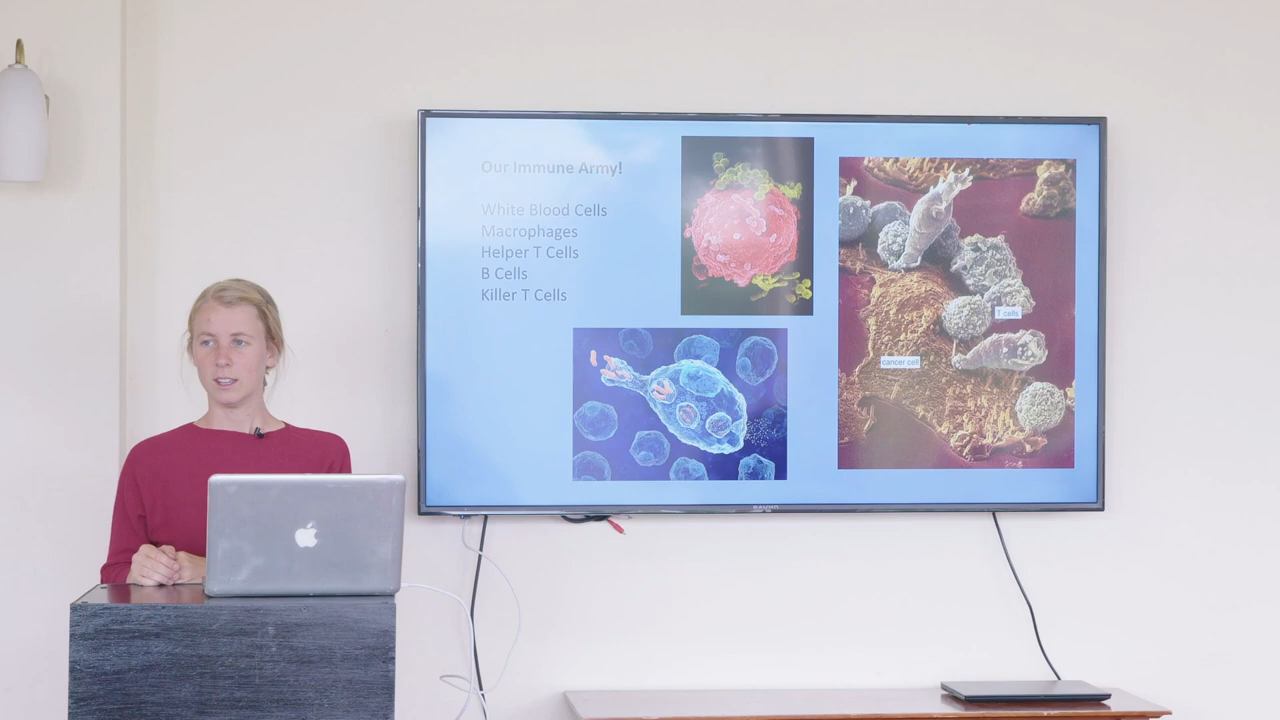 Our Immune Army!
White Blood Cells
Macrophages
Helper T Cells
B Cells
Killer T Cells
T cells
cancer cell